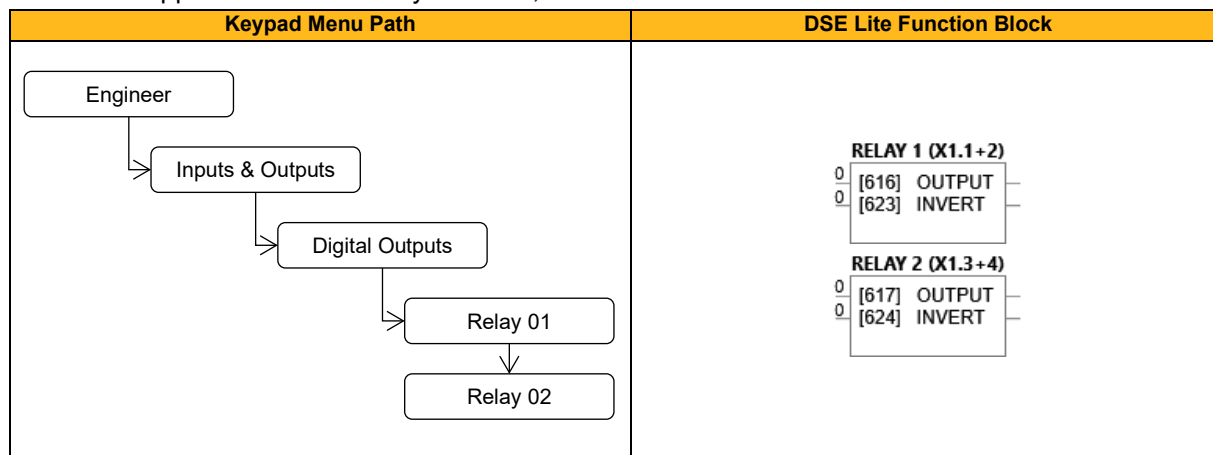 Keypad Menu Path
DSE Lite Function Block
Engineer
Inputs & Outputs
Digital Outputs
Relay 01
Relay 02
RELAY 1 (X1.1+2)
0 [616] OUTPUT
0 [623] INVERT
RELAY 2 (X1.3+4)
0 [617] OUTPUT
0 [624] INVERT